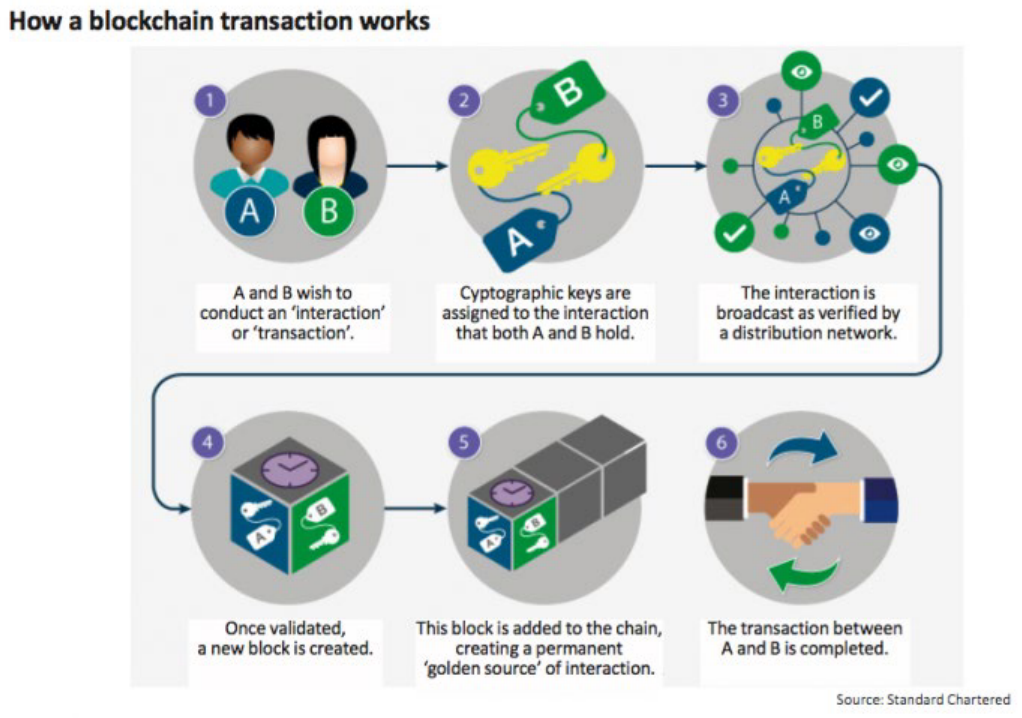 How a blockchain transaction works
1
2
3
B
A
A
B
B
A
A and B wish to
conduct an ‘interaction’
or ‘transaction’.
Cyptographic keys are
assigned to the interaction
that both A and B hold.
The interaction is
broadcast as verified by
a distribution network.
4
5
6
B
A
B
A
Once validated,
a new block is created.
This block is added to the chain,
creating a permanent
‘golden source’ of interaction.
The transaction between
A and B is completed.
Source: Standard Chartered